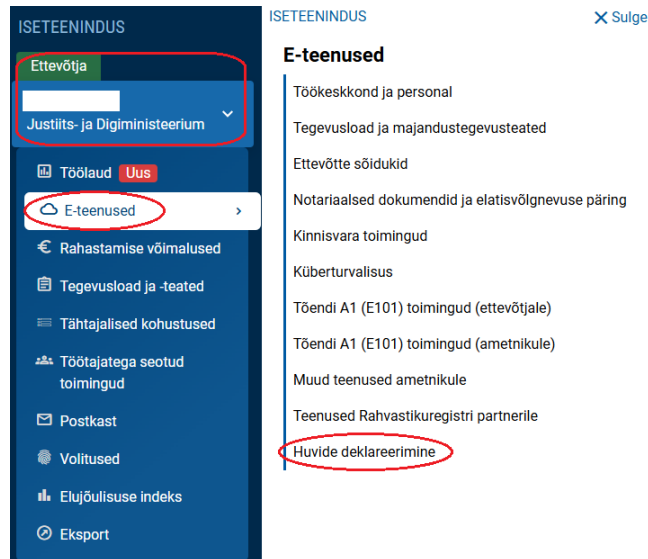 ISETEENINDUS
Ettevõtja
Justiits- ja Digiministeerium
Töölaud Uus
E-teenused
Rahastamise võimalused
Tegevusload ja -teated
Tähtajalised kohustused
Töötajatega seotud
toimingud
Postkast
Volitused
Elujõulisuse indeks
Eksport
ISETEENINDUS
Sulge
E-teenused
Töökeskkond ja personal
Tegevusload ja majandustegevusteated
Ettevõtte sõidukid
Notariaalsed dokumendid ja elatisvõlgnevuse päring
Kinnisvara toimingud
Küberturvalisus
Tõendi A1 (E101) toimingud (ettevõtjale)
Tõendi A1 (E101) toimingud (ametnikule)
Muud teenused ametnikule
Teenused Rahvastikuregistri partnerile
Huvide deklareerimine